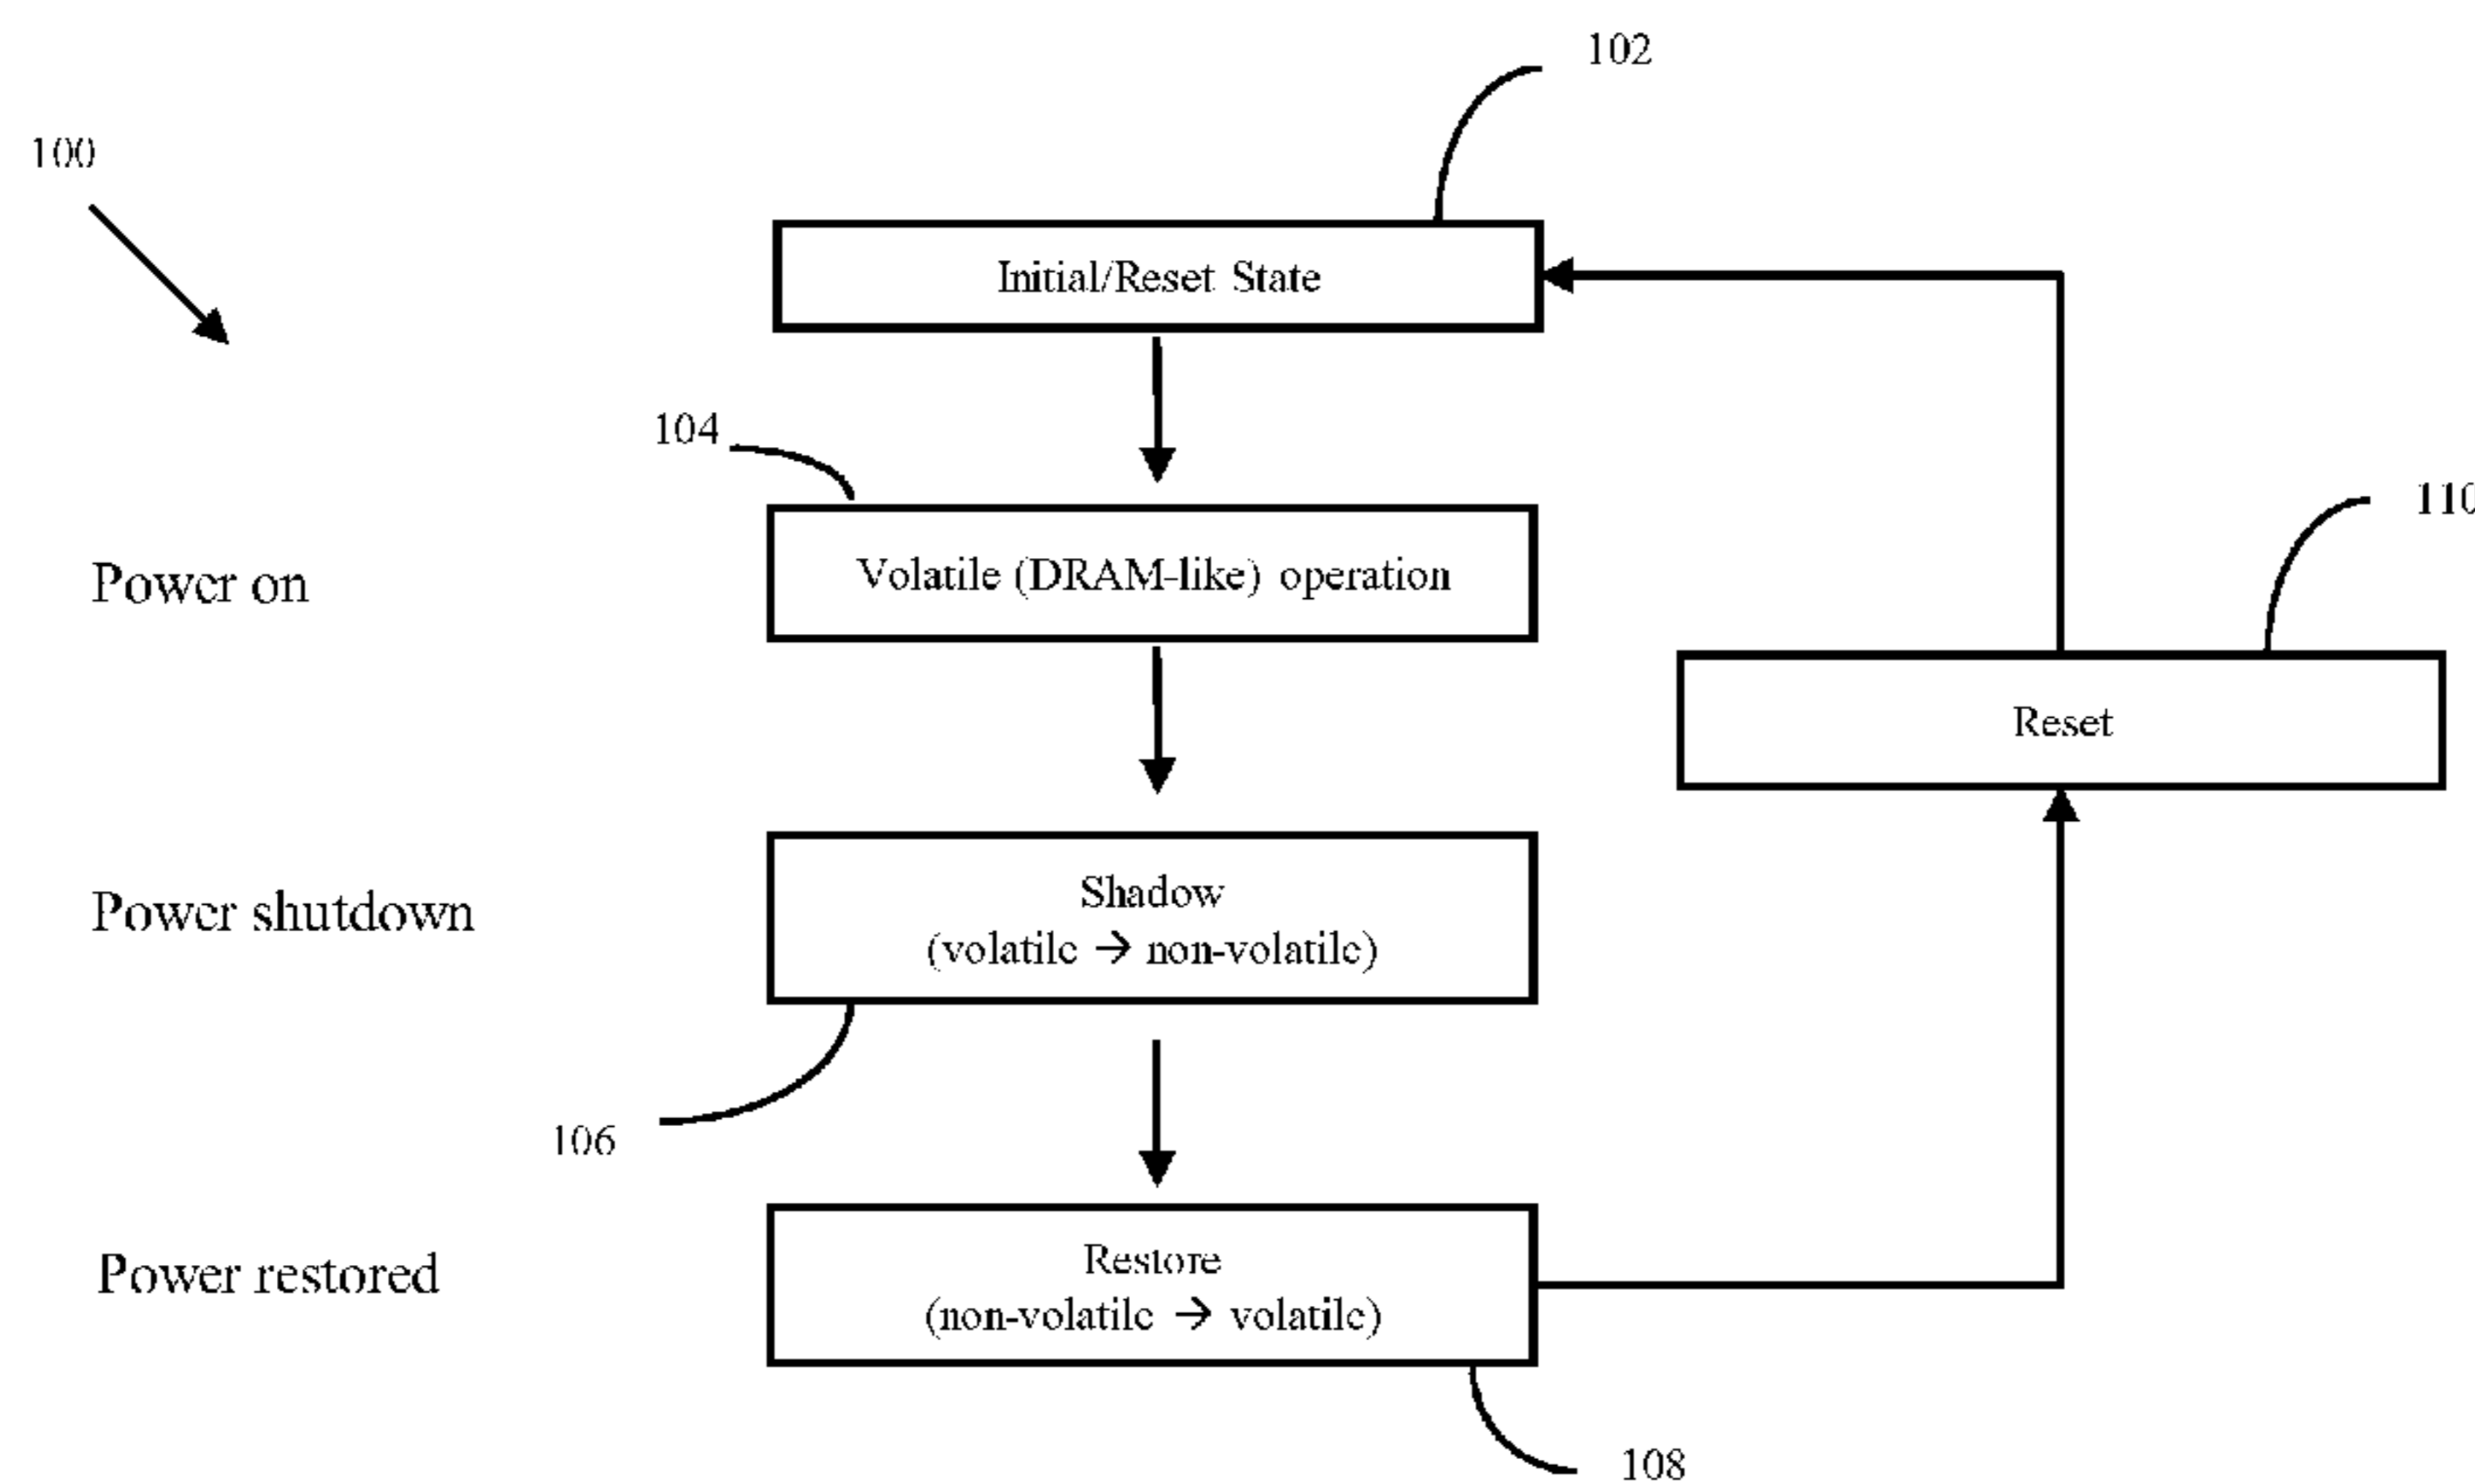 102
100
Initial/Reset State
104
110
Power on
Volatile (DRAM-like) operation
Reset
Power shutdown
Shadow
(volatile → non-volatile)
106
Power restored
Restore
(non-volatile → volatile)
108